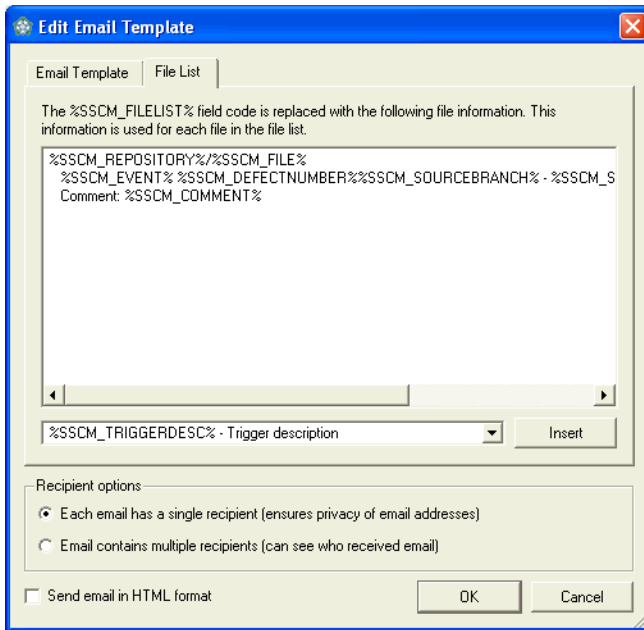 Edit Email Template
Email Template
File List
The %SSCM_FILELIST% field code is replaced with the following file information. This
information is used for each file in the file list.
%SSCM_REPOSITORY%/%SSCM_FILE%
%SSCM_EVENT% %SSCM_DEFECTNUMBER%%SSCM_SOURCEBRANCH% - %SSCM_S
Comment: %SSCM_COMMENT%
%SSCM_TRIGGERDESC% - Trigger description
Insert
Recipient options
Each email has a single recipient (ensures privacy of email addresses)
Email contains multiple recipients (can see who received email)
Send email in HTML format
OK
Cancel